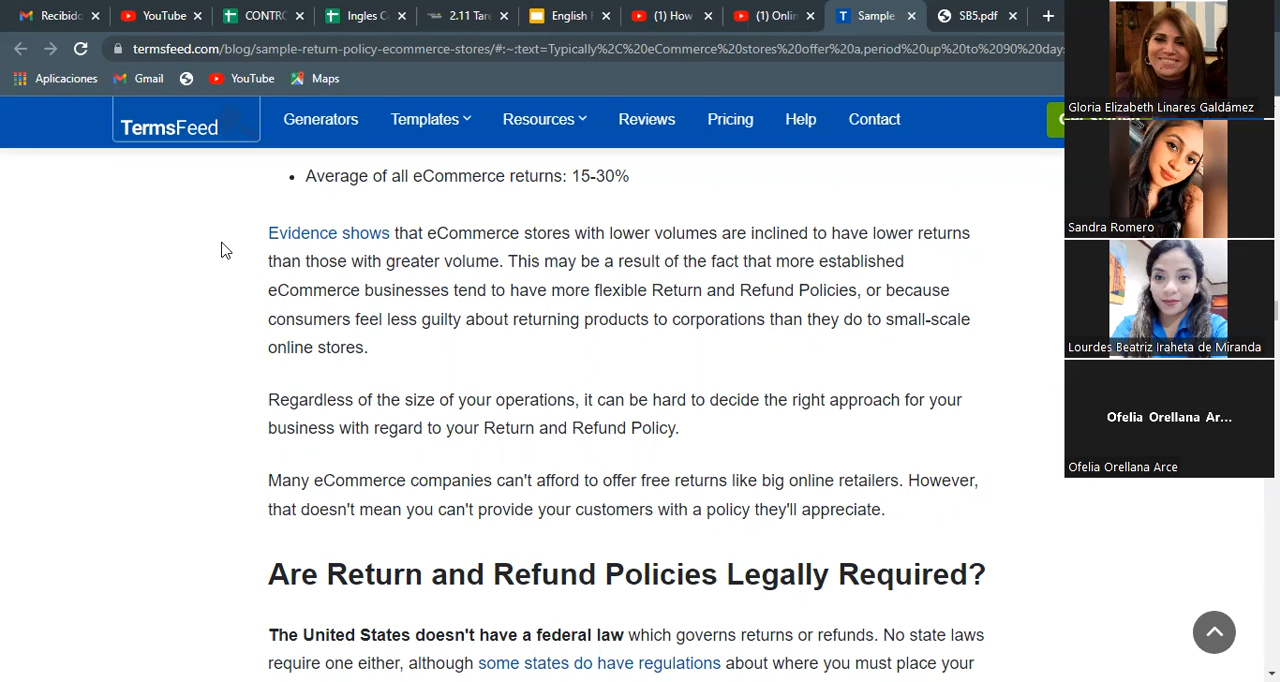 Recibido
YouTube
CONTRO
Ingles C
2.11 Tare
English
(1) How
(1) Onlin
Sample
SB5.pdf
termsfeed.com/blog/sample-return-policy-ecommerce-stores/#:~:text=Typically%2C%20eCommerce%20stores%20offer%20a,period%20up%20to%2090%20day
Aplicaciones
Gmail
YouTube
Maps
TermsFeed
Generators
Templates
Resources
Reviews
Pricing
Help
Contact
• Average of all eCommerce returns: 15-30%
Evidence shows that eCommerce stores with lower volumes are inclined to have lower returns
than those with greater volume. This may be a result of the fact that more established
eCommerce businesses tend to have more flexible Return and Refund Policies, or because
consumers feel less guilty about returning products to corporations than they do to small-scale
online stores.
Regardless of the size of your operations, it can be hard to decide the right approach for your
business with regard to your Return and Refund Policy.
Many eCommerce companies can't afford to offer free returns like big online retailers. However,
that doesn't mean you can't provide your customers with a policy they'll appreciate.
Are Return and Refund Policies Legally Required?
The United States doesn't have a federal law which governs returns or refunds. No state laws
require one either, although some states do have regulations about where you must place your
Gloria Elizabeth Linares Galdámez
Sandra Romero
Lourdes Beatriz Iraheta de Miranda
Ofelia Orellana Ar...
Ofelia Orellana Arce